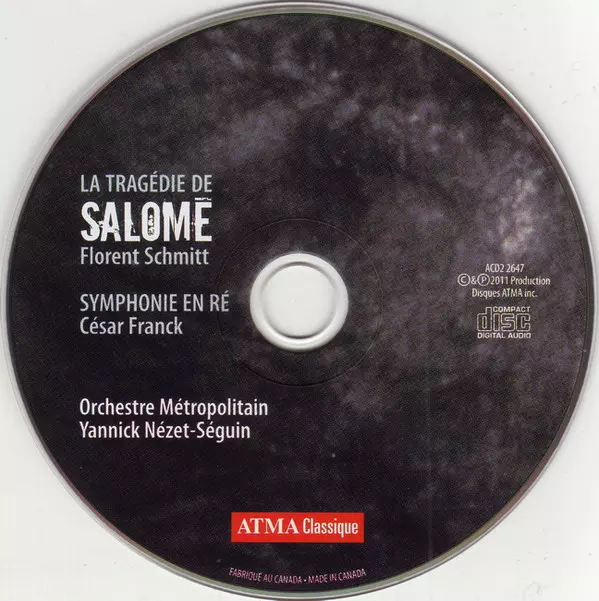 LA TRAGÉDIE DE
SALOMÉ
Florent Schmitt
SYMPHONIE EN RÉ
César Franck
Orchestre Métropolitain
Yannick Nézet-Séguin
ACD2 2647
©&℗2011 Production
Disques ATMA inc.
COMPACT
disc
DIGITAL AUDIO
ATMA Classique
FABRIQUÉ AU CANADA • MADE IN CANADA